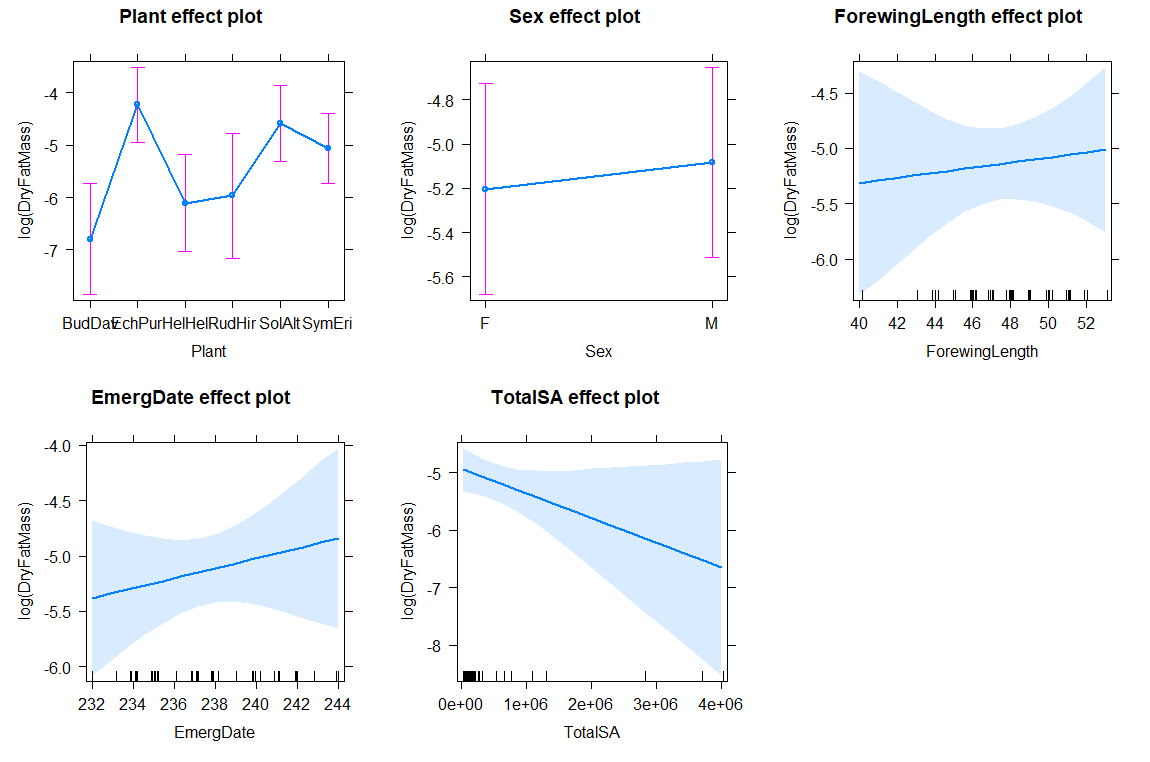 Plant effect plot
log(DryFatMass)
-4
-5
-6
-7
BudDav EchPur HelHel RudHir SolAlt SymEri
Plant
Sex effect plot
log(DryFatMass)
-4.8
-5.0
-5.2
-5.4
-5.6
F M
Sex
ForewingLength effect plot
log(DryFatMass)
-4.5
-5.0
-5.5
-6.0
40 42 44 46 48 50 52
ForewingLength
EmergDate effect plot
log(DryFatMass)
-4.0
-4.5
-5.0
-5.5
-6.0
232 234 236 238 240 242 244
EmergDate
TotalSA effect plot
log(DryFatMass)
-5
-6
-7
-8
0e+00 1e+06 2e+06 3e+06 4e+06
TotalSA